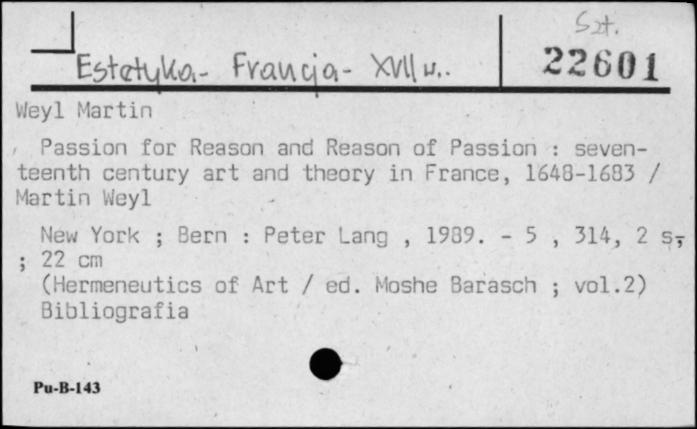 Szt.
Estetyka - Francja - XVII w.
22601
Weyl Martin
Passion for Reason and Reason of Passion : seven-
teenth century art and theory in France, 1648-1683 /
Martin Weyl
New York ; Bern : Peter Lang , 1989. - 5 , 314, 2 s.
; 22 cm
(Hermeneutics of Art / ed. Moshe Barasch ; vol.2)
Bibliografia
Pu-B-143